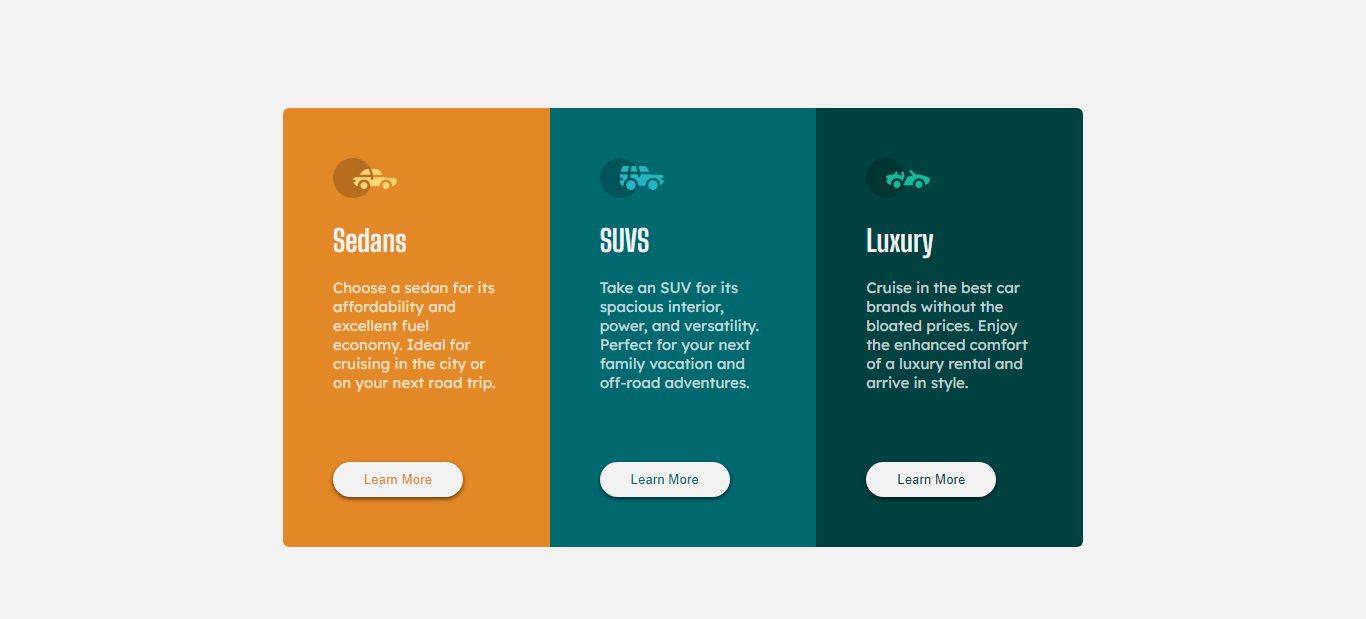 Sedans
Choose a sedan for its
affordability and
excellent fuel
economy. Ideal for
cruising in the city or
on your next road trip.
Learn More
SUVS
Take an SUV for its
spacious interior,
power, and versatility.
Perfect for your next
family vacation and
off-road adventures.
Learn More
Luxury
Cruise in the best car
brands without the
bloated prices. Enjoy
the enhanced comfort
of a luxury rental and
arrive in style.
Learn More